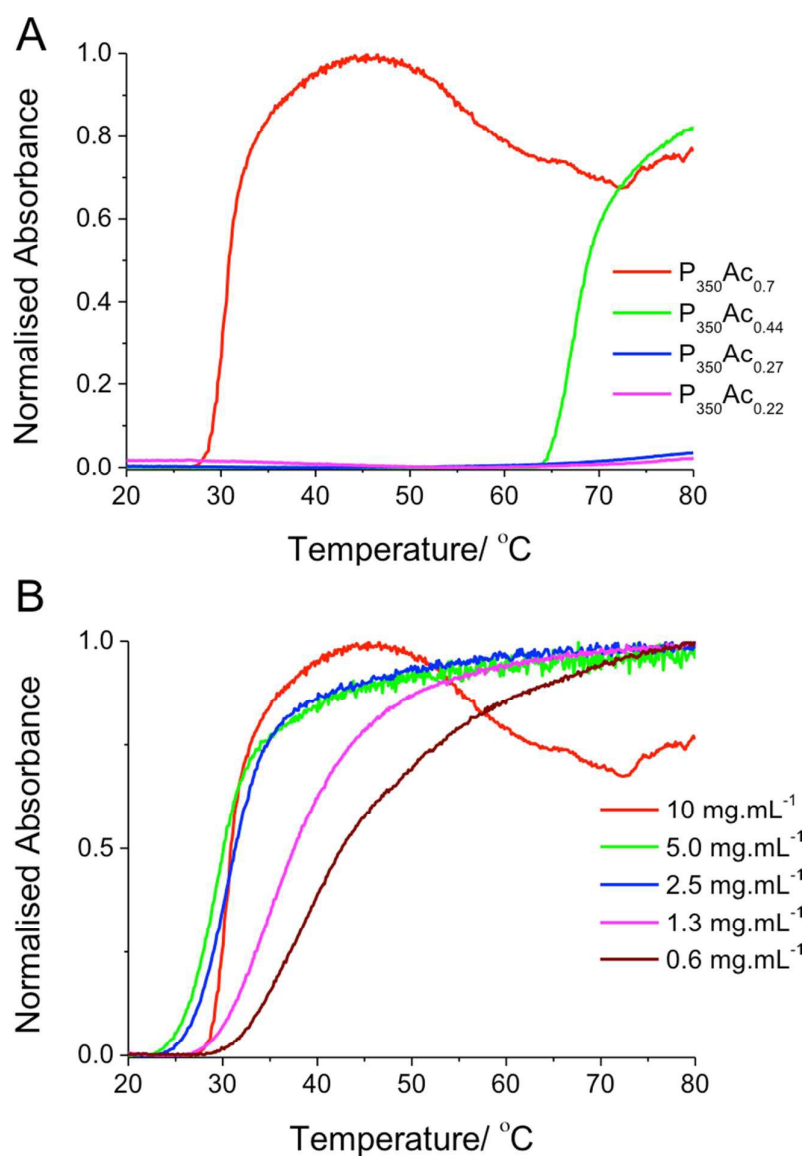 A
Normalised Absorbance
1.0
0.8
0.6
0.4
0.2
0.0
P₃₅₀Ac₀.₇
P₃₅₀Ac₀.₄₄
P₃₅₀Ac₀.₂₇
P₃₅₀Ac₀.₂₂
20 30 40 50 60 70 80
Temperature/ °C
B
Normalised Absorbance
1.0
0.5
0.0
10 mg.mL⁻¹
5.0 mg.mL⁻¹
2.5 mg.mL⁻¹
1.3 mg.mL⁻¹
0.6 mg.mL⁻¹
20 30 40 50 60 70 80
Temperature/ °C